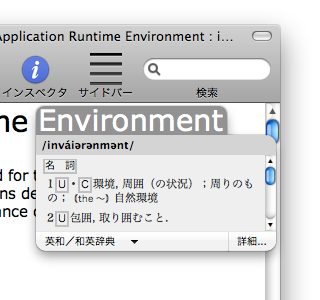 Application Runtime Environment : i...
インスペクタ サイドバー 検索
ne Environment
/inváiərənmənt/
名 詞
1 U・C 環境, 周囲（の状況）；周りのも
の；(the ～) 自然環境
2 U 包囲, 取り囲むこと.
d for t
ns de
ance c
英和／和英辞典 詳細...